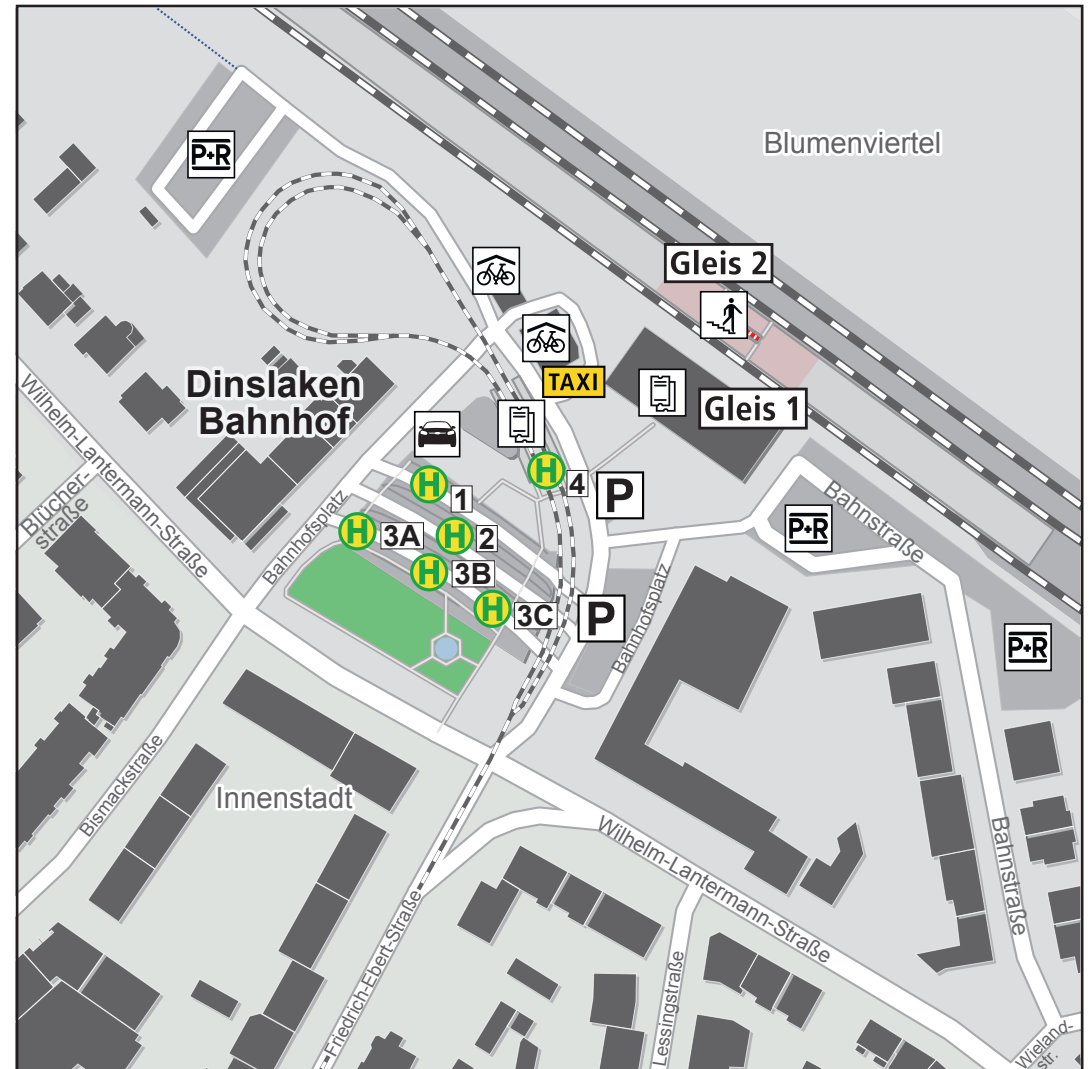 Blumenviertel
P+R
Gleis 2
Gleis 1
TAXI
Dinslaken
Bahnhof
Wilhelm-Lantermann-Straße
Blücher-
straße
Bahnhofsplatz
H 1
H 2
H 3A
H 3B
H 3C
H 4
P
P
P+R
Bahnstraße
Bahnhofsplatz
P+R
Bismackstraße
Innenstadt
Wilhelm-Lantermann-Straße
Bahnstraße
Friedrich-Ebert-Straße
Lessingstraße
Wieland-
str.